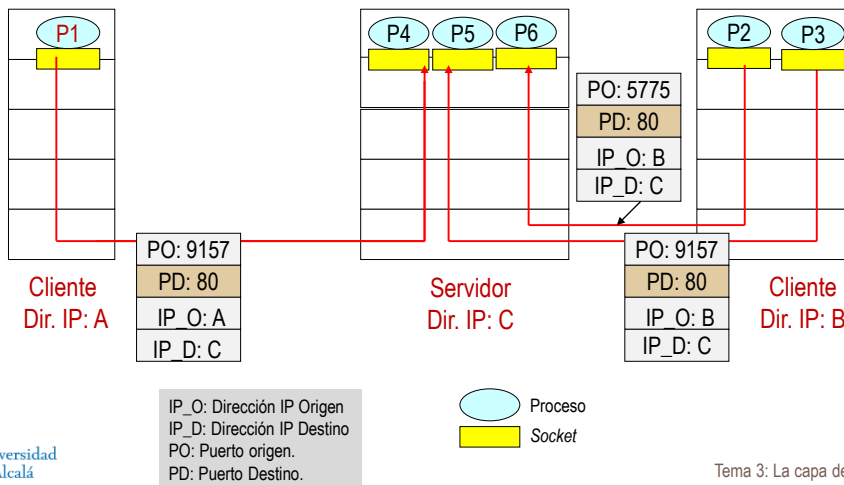 P1
P4
P5
P6
P2
P3
PO: 5775
PD: 80
IP_O: B
IP_D: C
PO: 9157
PD: 80
IP_O: A
IP_D: C
PO: 9157
PD: 80
IP_O: B
IP_D: C
Cliente
Dir. IP: A
Servidor
Dir. IP: C
Cliente
Dir. IP: B
IP_O: Dirección IP Origen
IP_D: Dirección IP Destino
PO: Puerto origen.
PD: Puerto Destino.
Proceso
Socket
versidad
Alcalá
Tema 3: La capa de